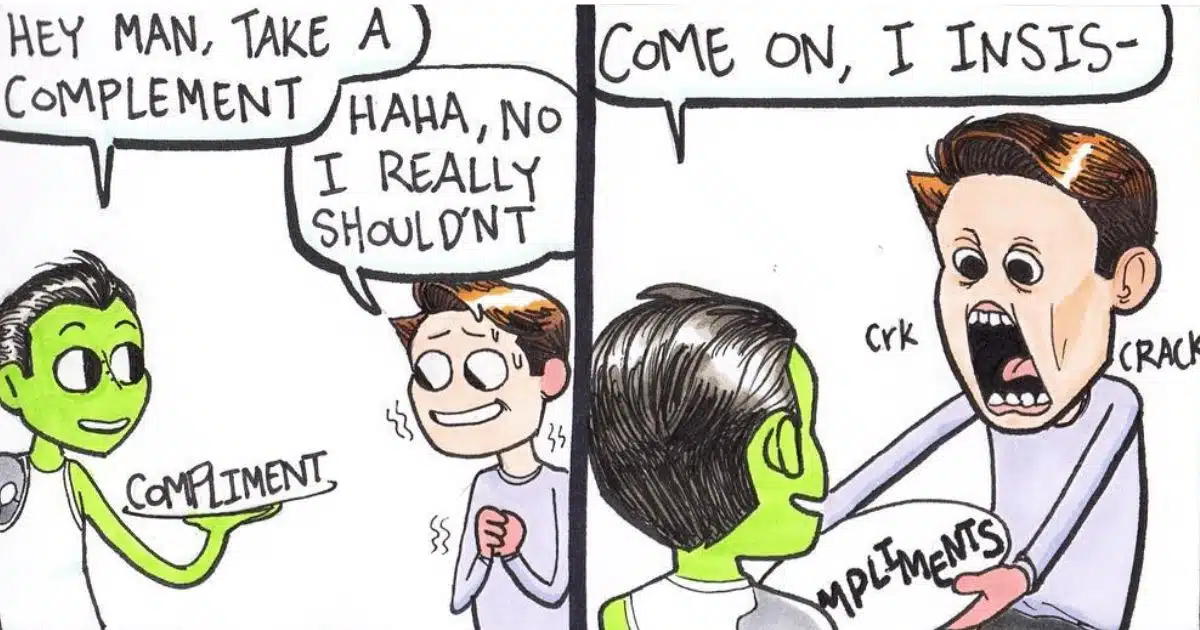 HEY MAN, TAKE A
COMPLEMENT
HAHA, NO
I REALLY
SHOULD'NT
COMPLIMENT
COME ON, I INSIS-
crk
CRACK
MPLIMENTS